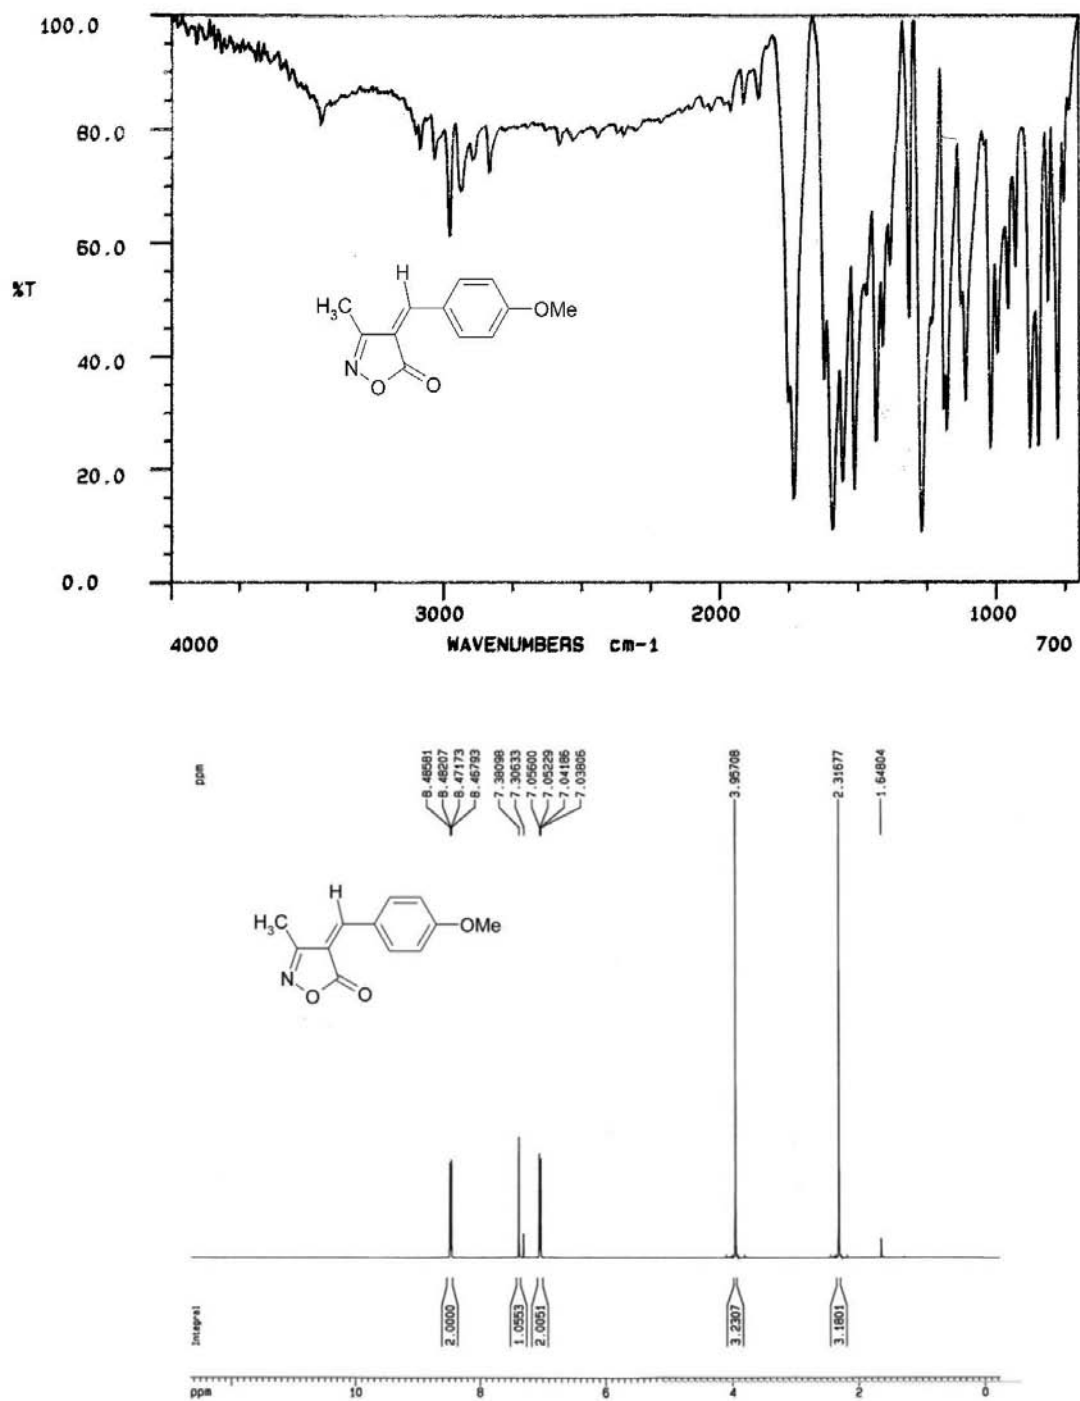 100.0
80.0
60.0
%T
40.0
20.0
0.0
H
H₃C
OMe
N
O
O
4000
3000
2000
1000
700
WAVENUMBERS cm-1
ppm
8.48581
8.48207
8.47173
8.46793
7.38098
7.30633
7.05600
7.05229
7.04186
7.03806
3.95708
2.31677
1.64804
H
H₃C
OMe
N
O
O
Integral
2.0000
1.0553
2.0051
3.2307
3.1801
ppm
10
8
6
4
2
0